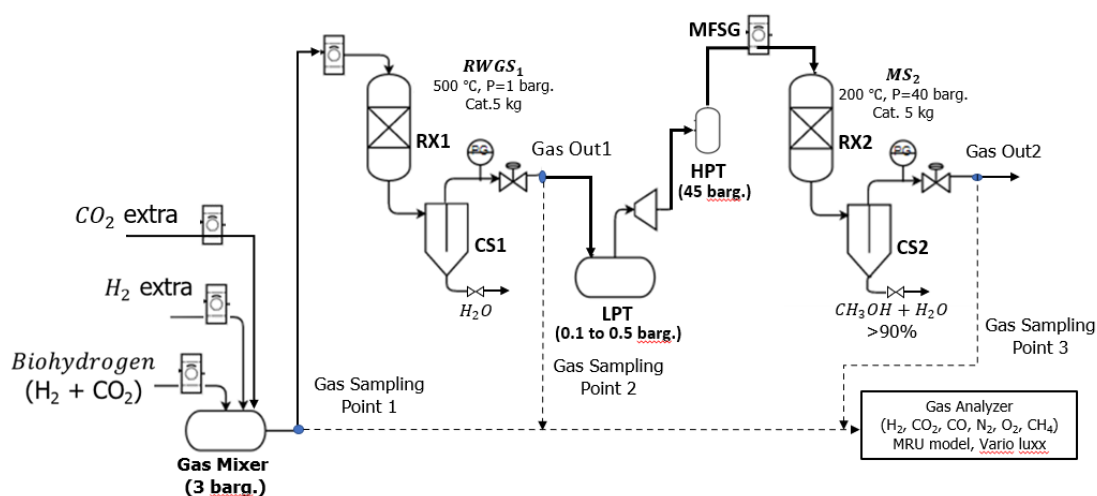 MFSG
RWGS₁
500 °C, P=1 barg.
Cat.5 kg
MS₂
200 °C, P=40 barg.
Cat. 5 kg
RX1
PG
Gas Out1
HPT
(45 barg.)
RX2
PG
Gas Out2
CO₂ extra
CS1
CS2
H₂ extra
H₂O
LPT
(0.1 to 0.5 barg.)
CH₃OH + H₂O
>90%
Gas Sampling
Point 3
Biohydrogen
(H₂ + CO₂)
Gas Sampling
Point 1
Gas Sampling
Point 2
Gas Mixer
(3 barg.)
Gas Analyzer
(H₂, CO₂, CO, N₂, O₂, CH₄)
MRU model, Vario luxx